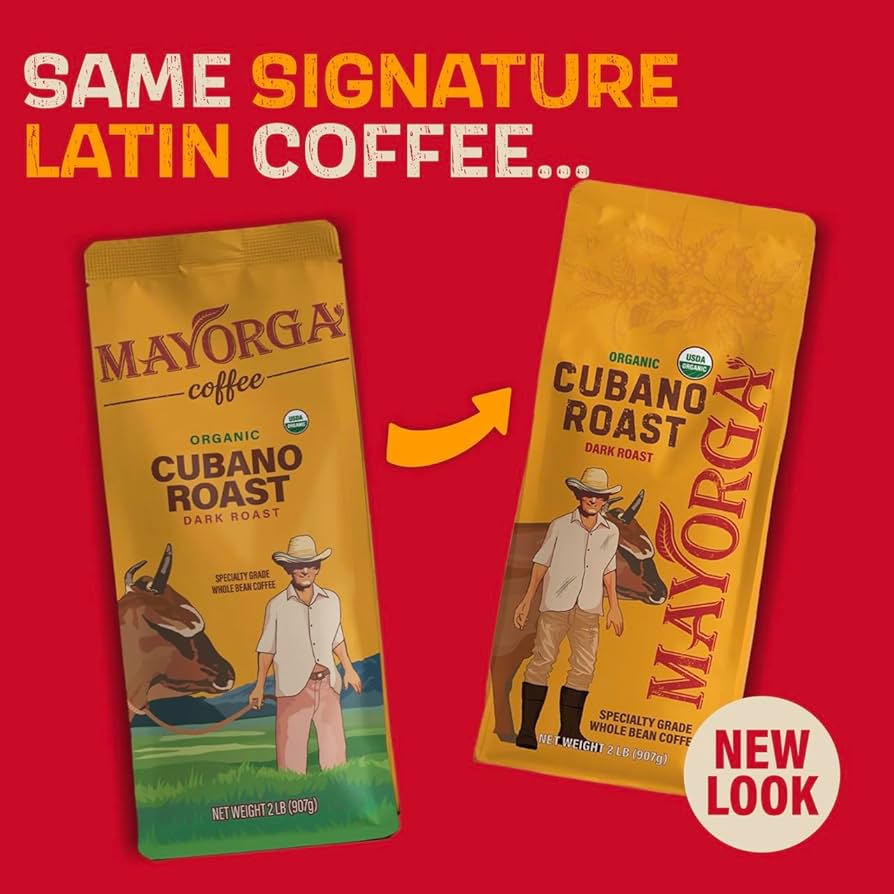 SAME SIGNATURE
LATIN COFFEE...
MAYORGA
coffee
ORGANIC
USDA
ORGANIC
CUBANO
ROAST
DARK ROAST
SPECIALTY GRADE
WHOLE BEAN COFFEE
NET WEIGHT 2 LB (907g)
ORGANIC
USDA
ORGANIC
CUBANO
ROAST
DARK ROAST
MAYORGA
SPECIALTY GRADE
WHOLE BEAN COFFE
NET WEIGHT 2 LB (907g)
NEW
LOOK